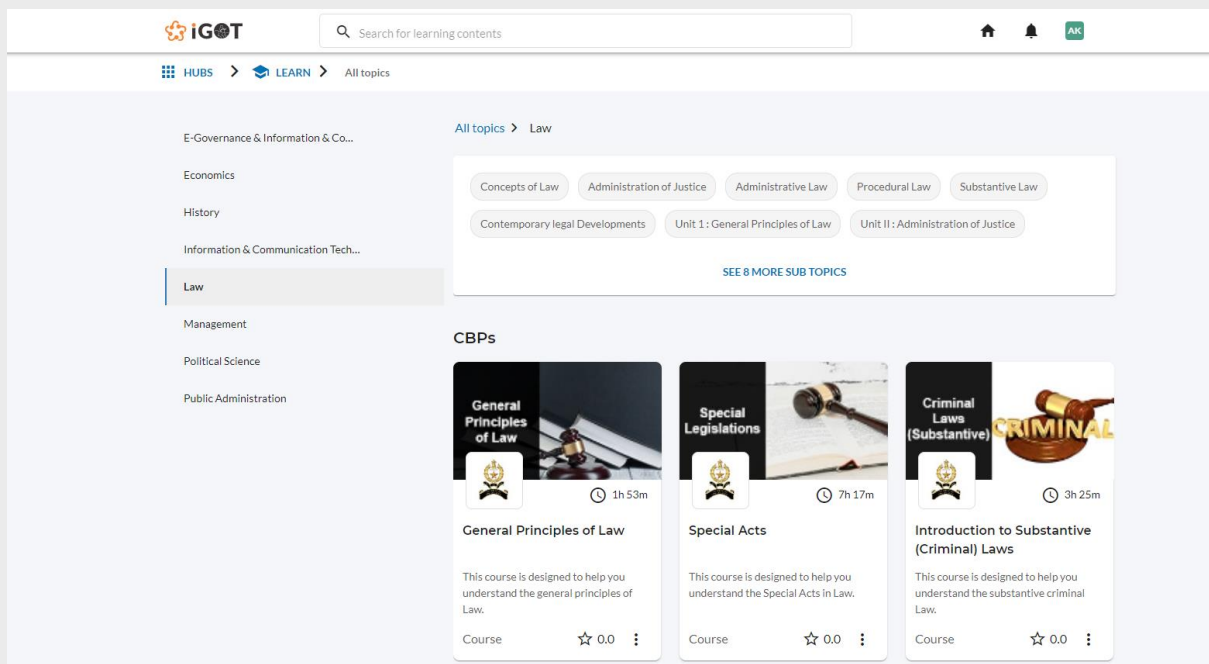 iGOT
Search for learning contents
AK
HUBS
LEARN
All topics
E-Governance & Information & Co...
Economics
History
Information & Communication Tech...
Law
Management
Political Science
Public Administration
All topics > Law
Concepts of Law
Administration of Justice
Administrative Law
Procedural Law
Substantive Law
Contemporary legal Developments
Unit 1 : General Principles of Law
Unit II : Administration of Justice
SEE 8 MORE SUB TOPICS
CBPs
General
Principles
of Law
1h 53m
General Principles of Law
This course is designed to help you
understand the general principles of
Law.
Course
0.0
Special
Legislations
7h 17m
Special Acts
This course is designed to help you
understand the Special Acts in Law.
Course
0.0
Criminal
Laws
(Substantive)
CRIMINAL
3h 25m
Introduction to Substantive
(Criminal) Laws
This course is designed to help you
understand the substantive criminal
Law.
Course
0.0